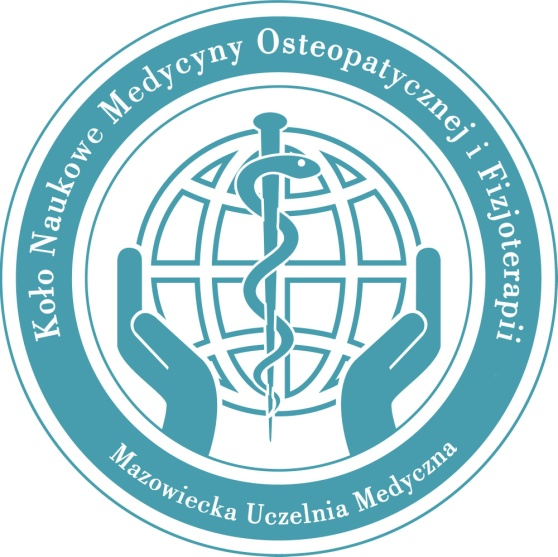 Koło Naukowe Medycyny Osteopatycznej i Fizjoterapii
Mazowiecka Uczelnia Medyczna